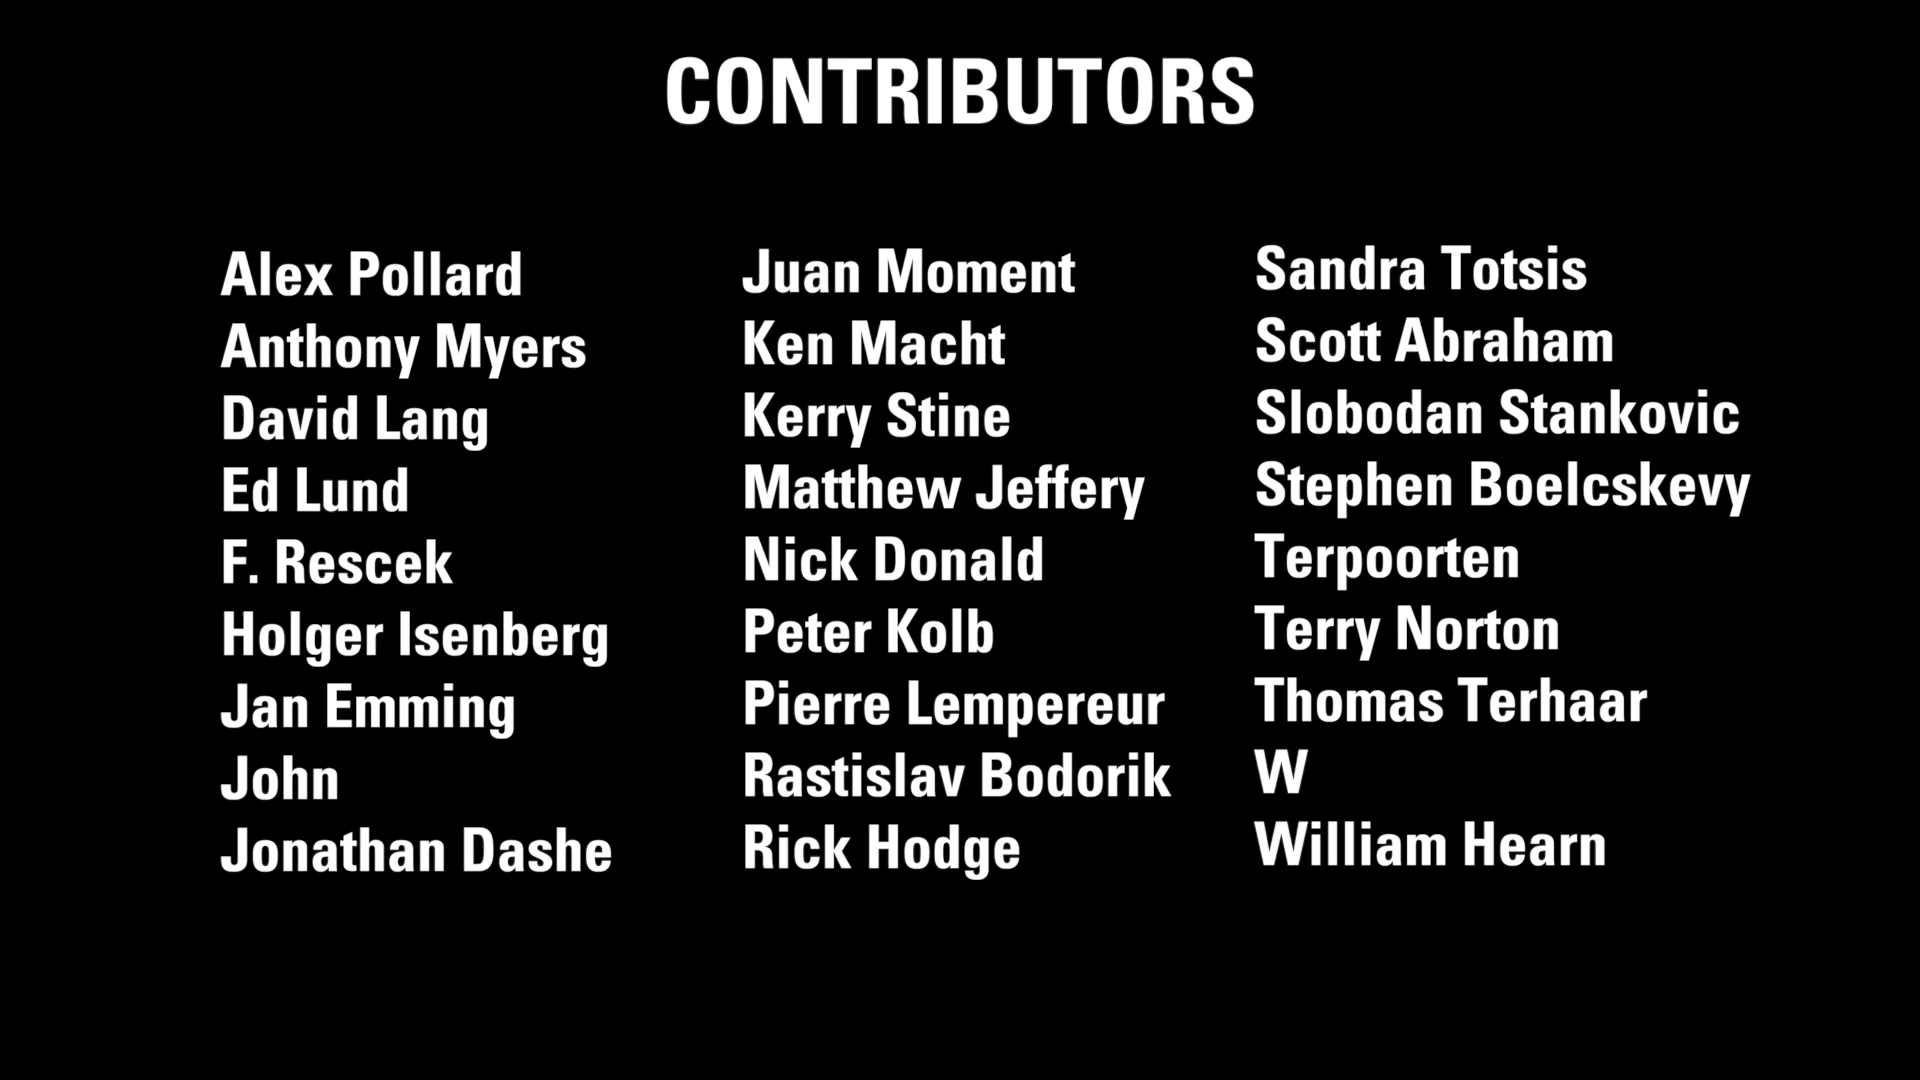 CONTRIBUTORS
Alex Pollard
Anthony Myers
David Lang
Ed Lund
F. Rescek
Holger Isenberg
Jan Emming
John
Jonathan Dashe
Juan Moment
Ken Macht
Kerry Stine
Matthew Jeffery
Nick Donald
Peter Kolb
Pierre Lempereur
Rastislav Bodorik
Rick Hodge
Sandra Totsis
Scott Abraham
Slobodan Stankovic
Stephen Boelcskevy
Terpoorten
Terry Norton
Thomas Terhaar
W
William Hearn